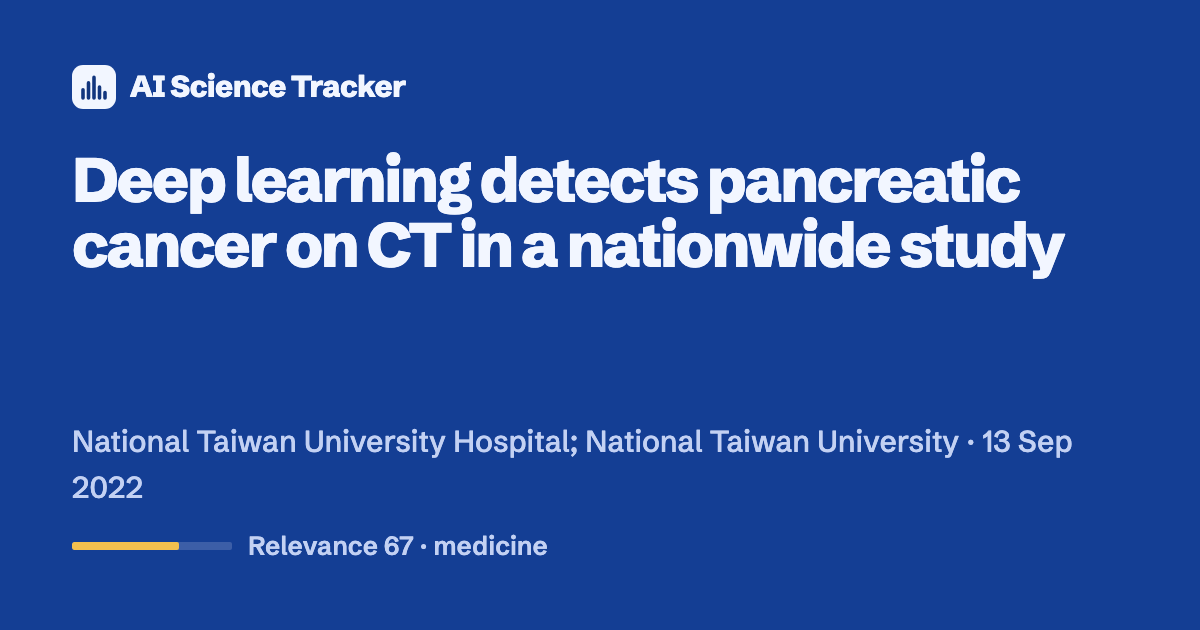 AI Science Tracker
Deep learning detects pancreatic
cancer on CT in a nationwide study
National Taiwan University Hospital; National Taiwan University · 13 Sep
2022
Relevance 67 · medicine